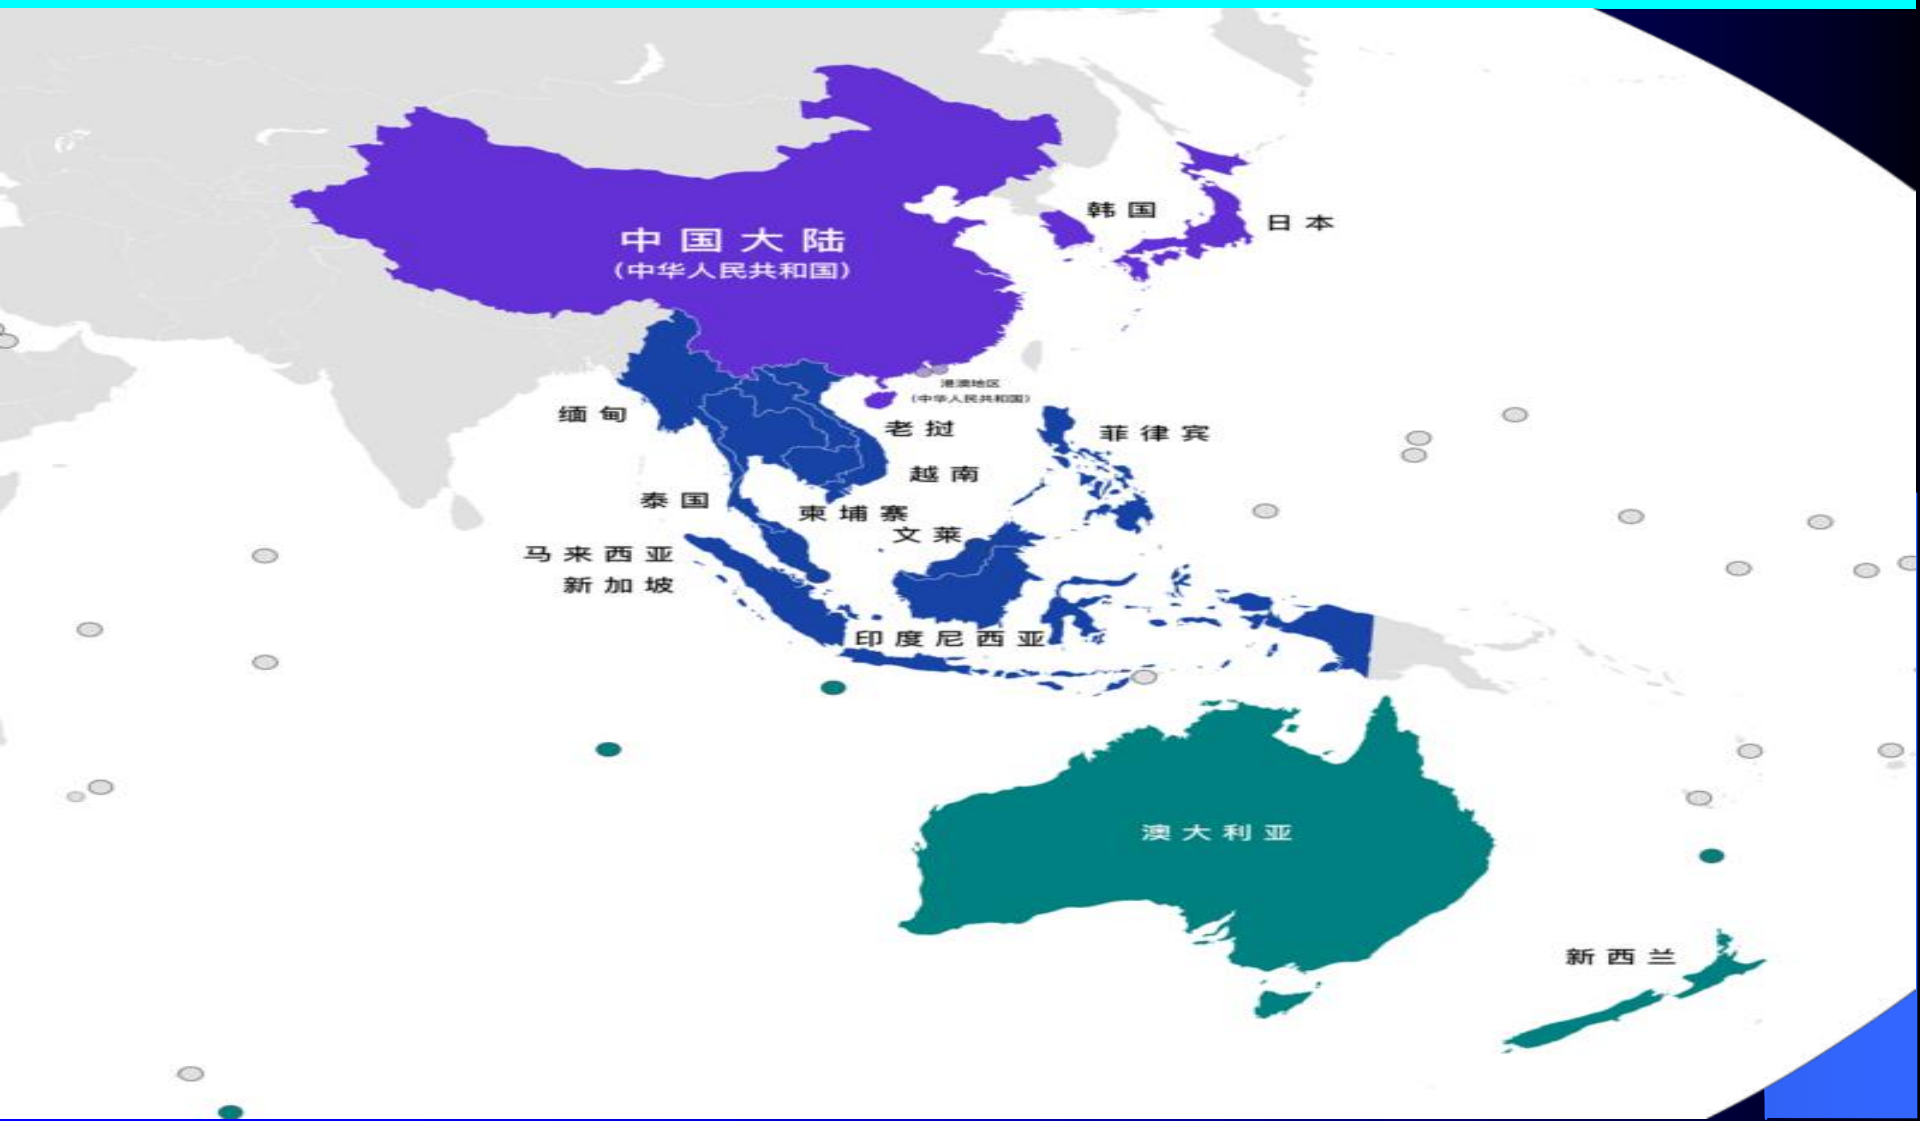 韩国
日本
中国大陆
(中华人民共和国)
港澳地区
(中华人民共和国)
缅甸
老挝
菲律宾
越南
泰国
柬埔寨
文莱
马来西亚
新加坡
印度尼西亚
澳大利亚
新西兰